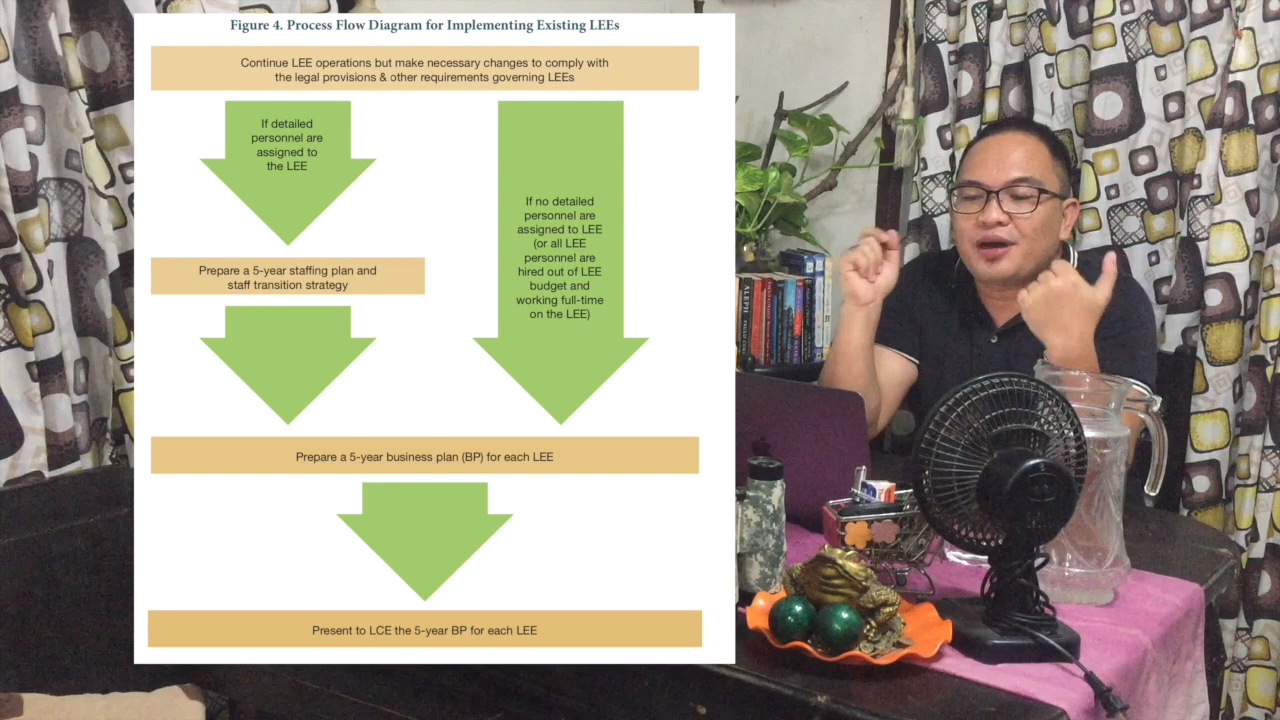 Figure 4. Process Flow Diagram for Implementing Existing LEEs
Continue LEE operations but make necessary changes to comply with
the legal provisions & other requirements governing LEEs
If detailed
personnel are
assigned to
the LEE
If no detailed
personnel are
assigned to LEE
(or all LEE
personnel are
hired out of LEE
budget and
working full-time
on the LEE)
Prepare a 5-year staffing plan and
staff transition strategy
Prepare a 5-year business plan (BP) for each LEE
Present to LCE the 5-year BP for each LEE
ALEPH